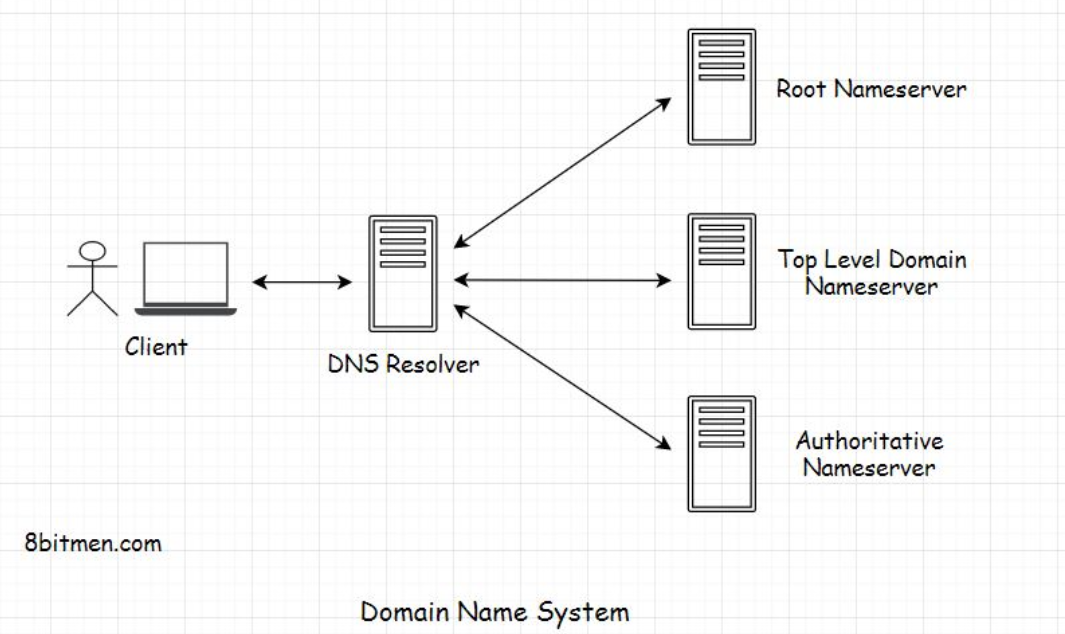 Root Nameserver
Top Level Domain
Nameserver
Client
DNS Resolver
Authoritative
Nameserver
8bitmen.com
Domain Name System